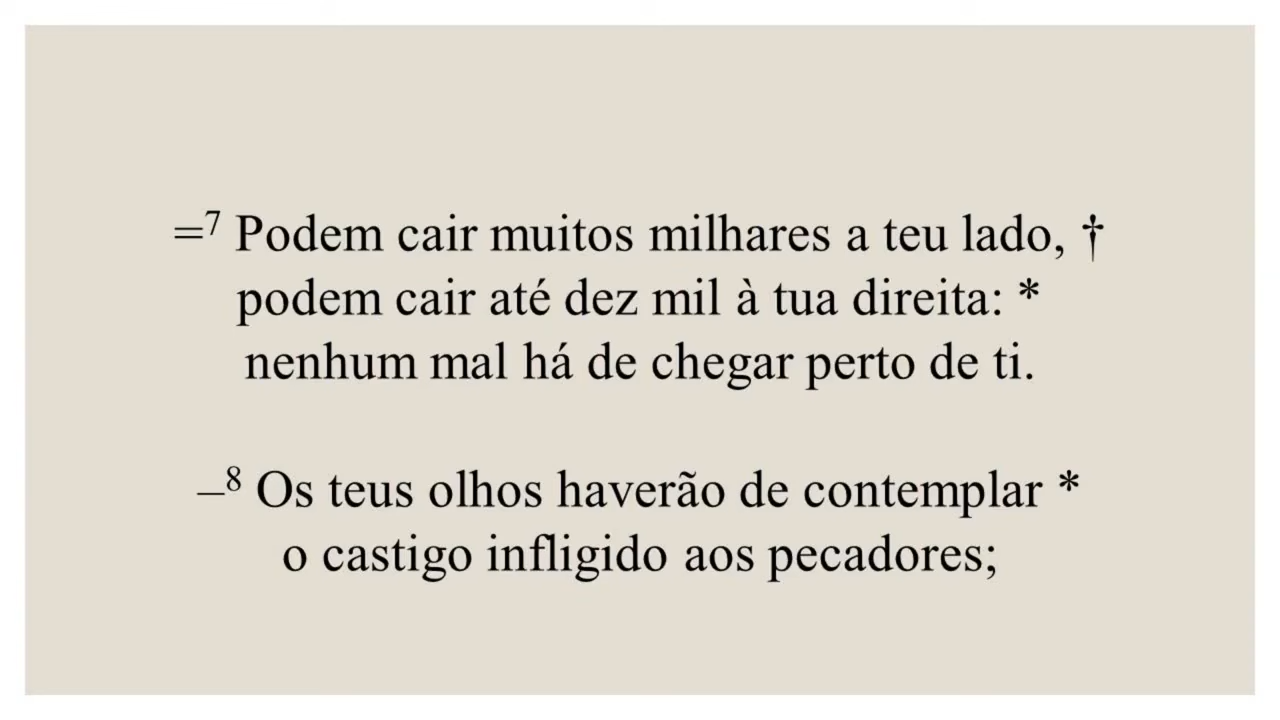 =⁷ Podem cair muitos milhares a teu lado, †
podem cair até dez mil à tua direita: *
nenhum mal há de chegar perto de ti.
–⁸ Os teus olhos haverão de contemplar *
o castigo infligido aos pecadores;